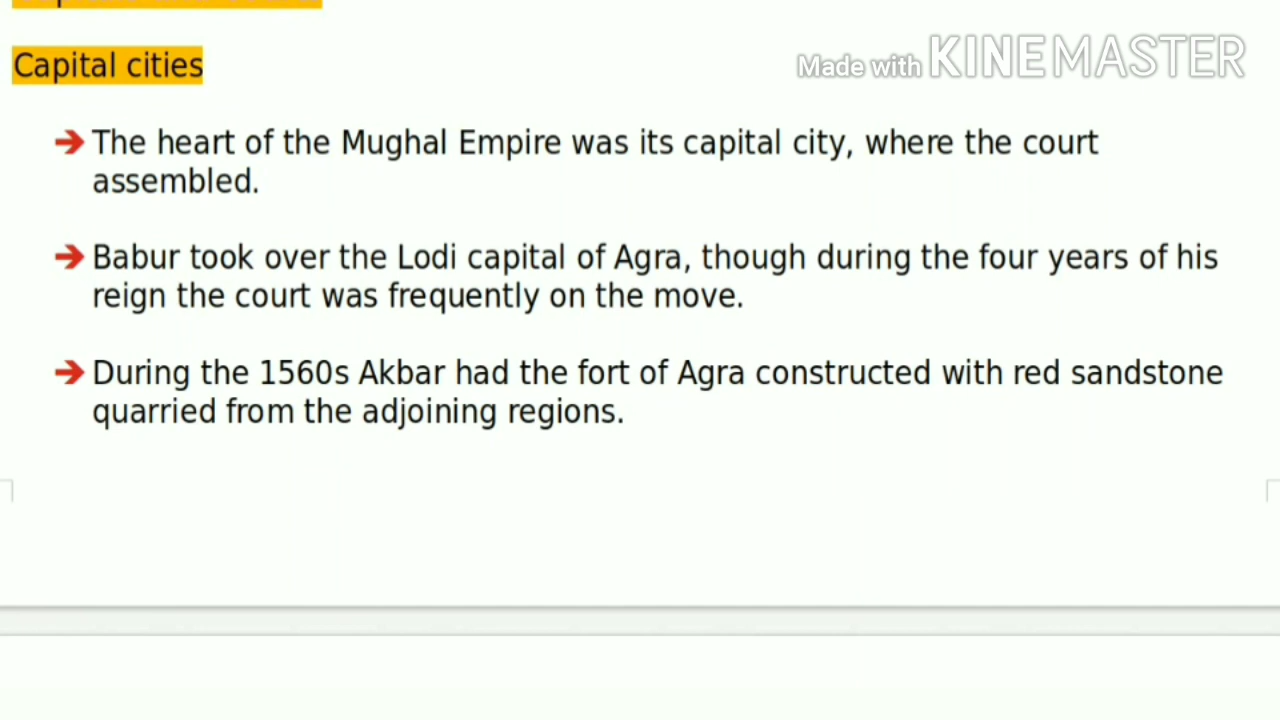 Capital cities
Made with KINEMASTER
➔ The heart of the Mughal Empire was its capital city, where the court
assembled.
➔ Babur took over the Lodi capital of Agra, though during the four years of his
reign the court was frequently on the move.
➔ During the 1560s Akbar had the fort of Agra constructed with red sandstone
quarried from the adjoining regions.